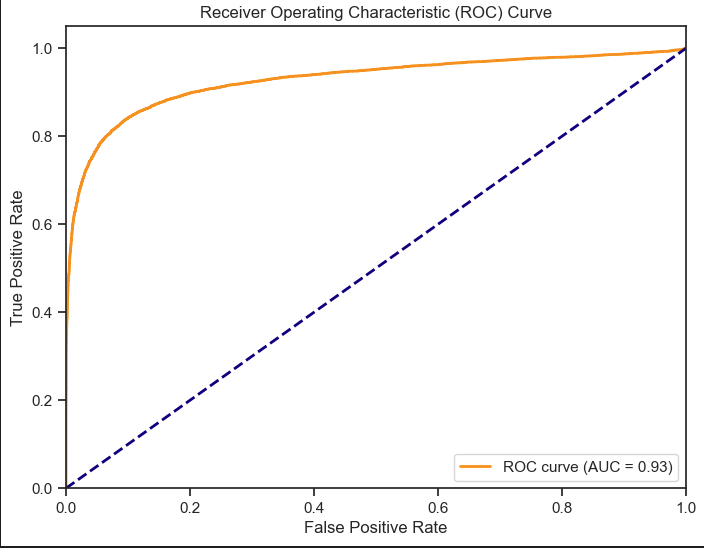 Receiver Operating Characteristic (ROC) Curve
1.0
0.8
0.6
0.4
0.2
0.0
True Positive Rate
ROC curve (AUC = 0.93)
0.0 0.2 0.4 0.6 0.8 1.0
False Positive Rate